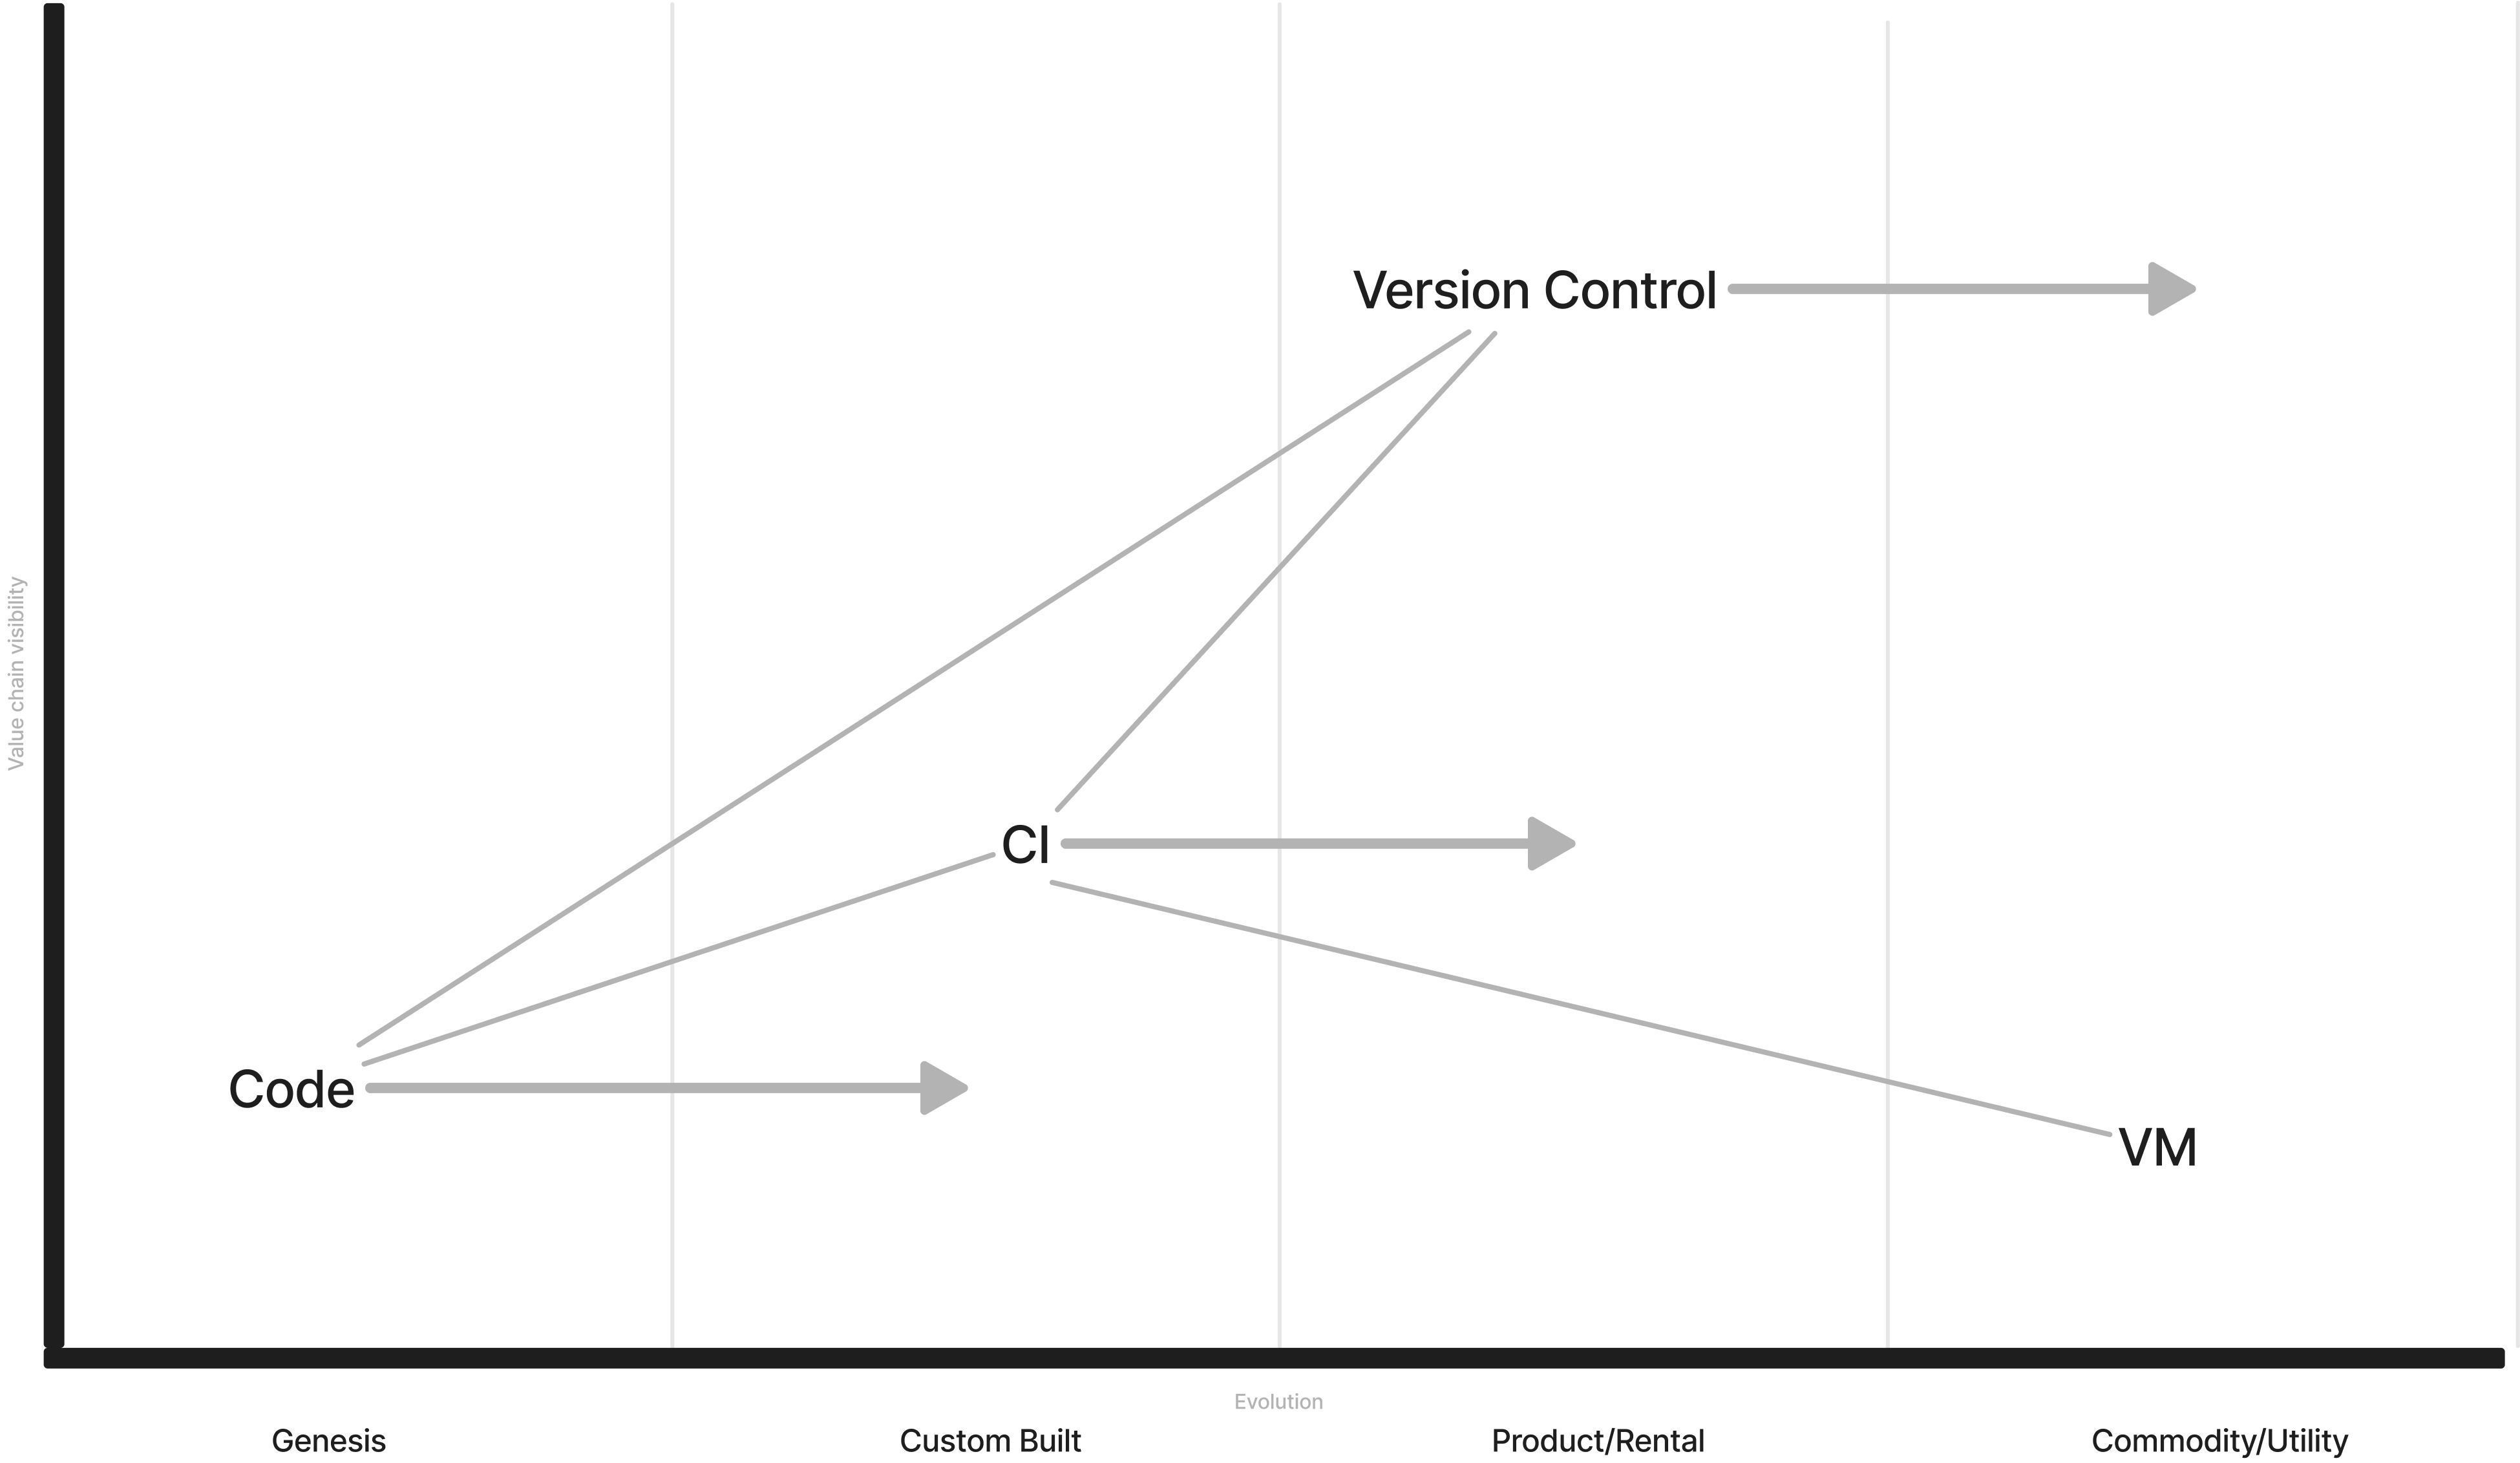 Value chain visibility
Version Control
CI
Code
VM
Evolution
Genesis
Custom Built
Product/Rental
Commodity/Utility